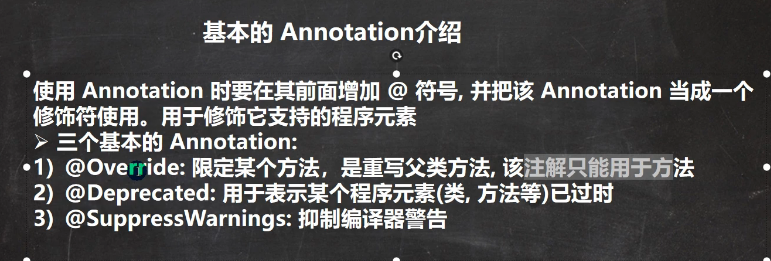 基本的 Annotation介绍
使用 Annotation 时要在其前面增加 @ 符号, 并把该 Annotation 当成一个
修饰符使用。用于修饰它支持的程序元素
➢ 三个基本的 Annotation:
1) @Override: 限定某个方法，是重写父类方法, 该注解只能用于方法
2) @Deprecated: 用于表示某个程序元素(类, 方法等)已过时
3) @SuppressWarnings: 抑制编译器警告